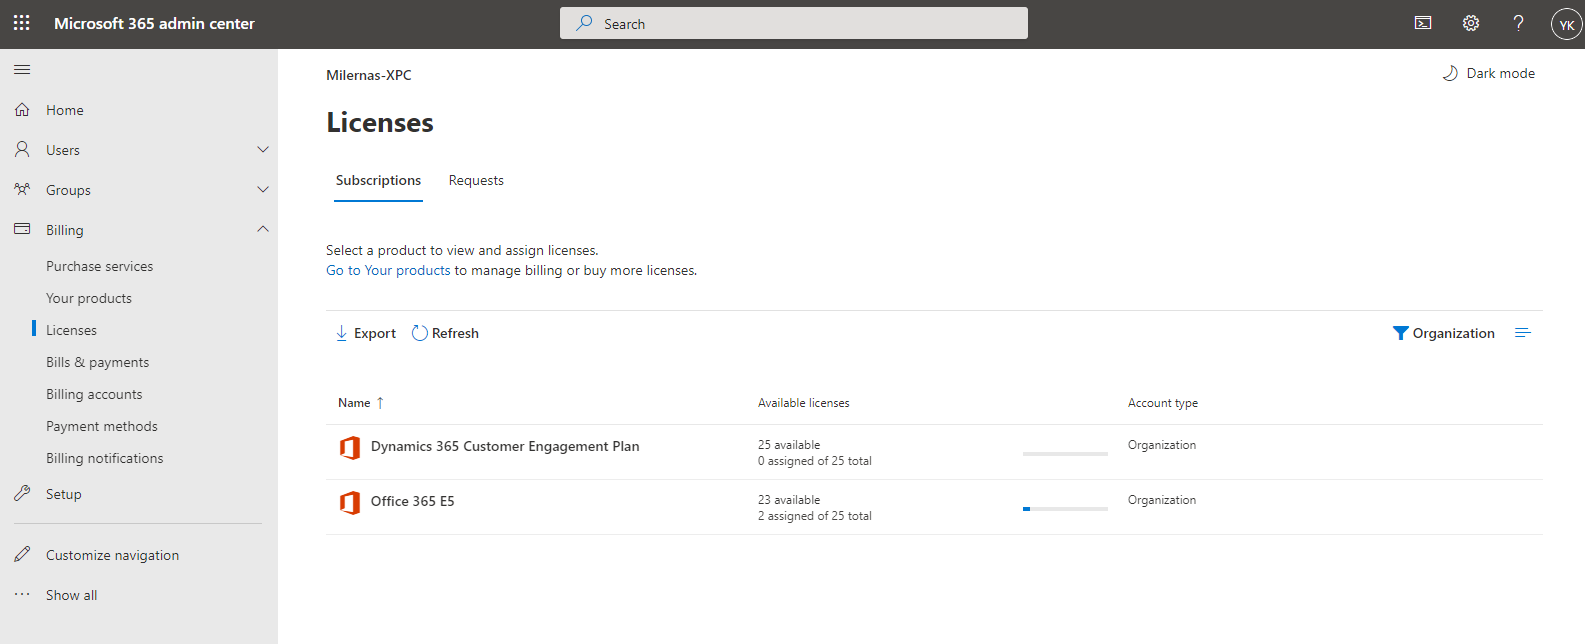 Microsoft 365 admin center
Search
YK
Home
Users
Groups
Billing
Purchase services
Your products
Licenses
Bills & payments
Billing accounts
Payment methods
Billing notifications
Setup
Customize navigation
Show all
Milernas-XPC
Dark mode
Licenses
Subscriptions Requests
Select a product to view and assign licenses.
Go to Your products to manage billing or buy more licenses.
Export Refresh Organization
Name ↑ Available licenses Account type
Dynamics 365 Customer Engagement Plan 25 available Organization
0 assigned of 25 total
Office 365 E5 23 available Organization
2 assigned of 25 total